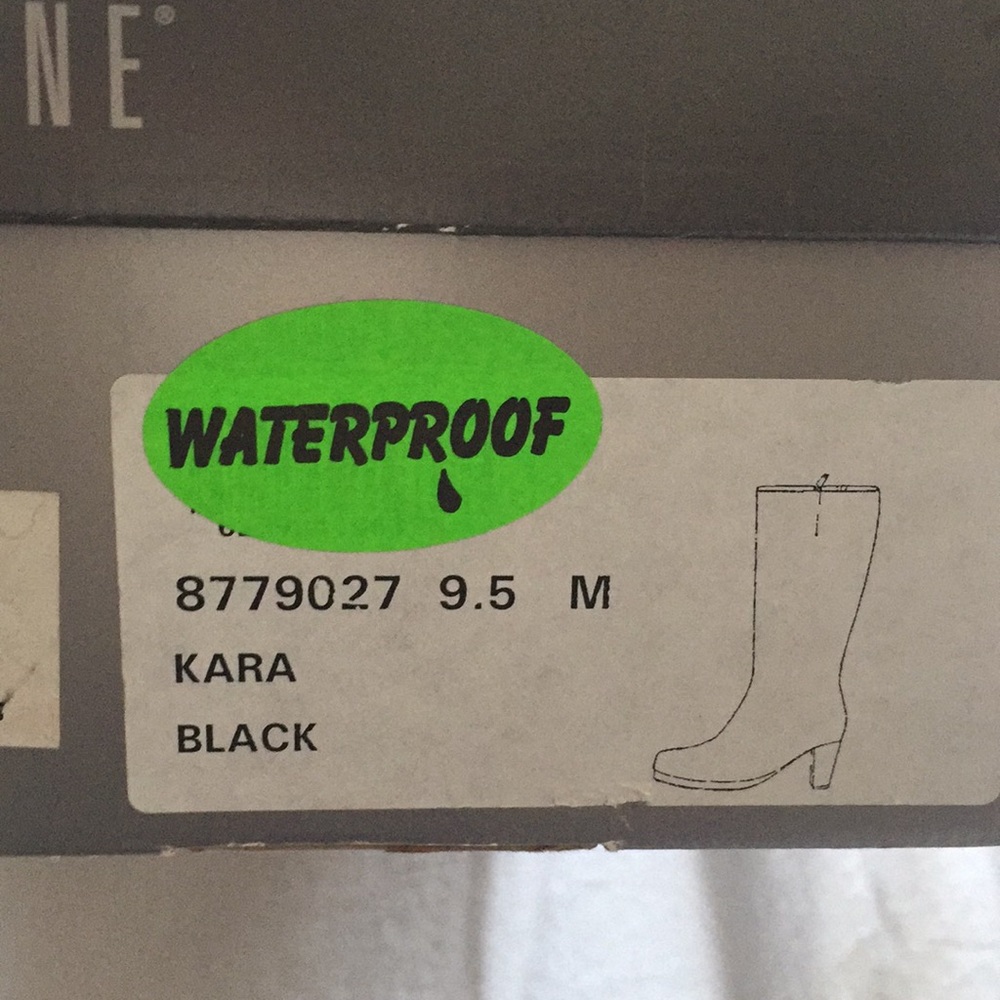 NE®
WATERPROOF
8779027 9.5 M
KARA
BLACK